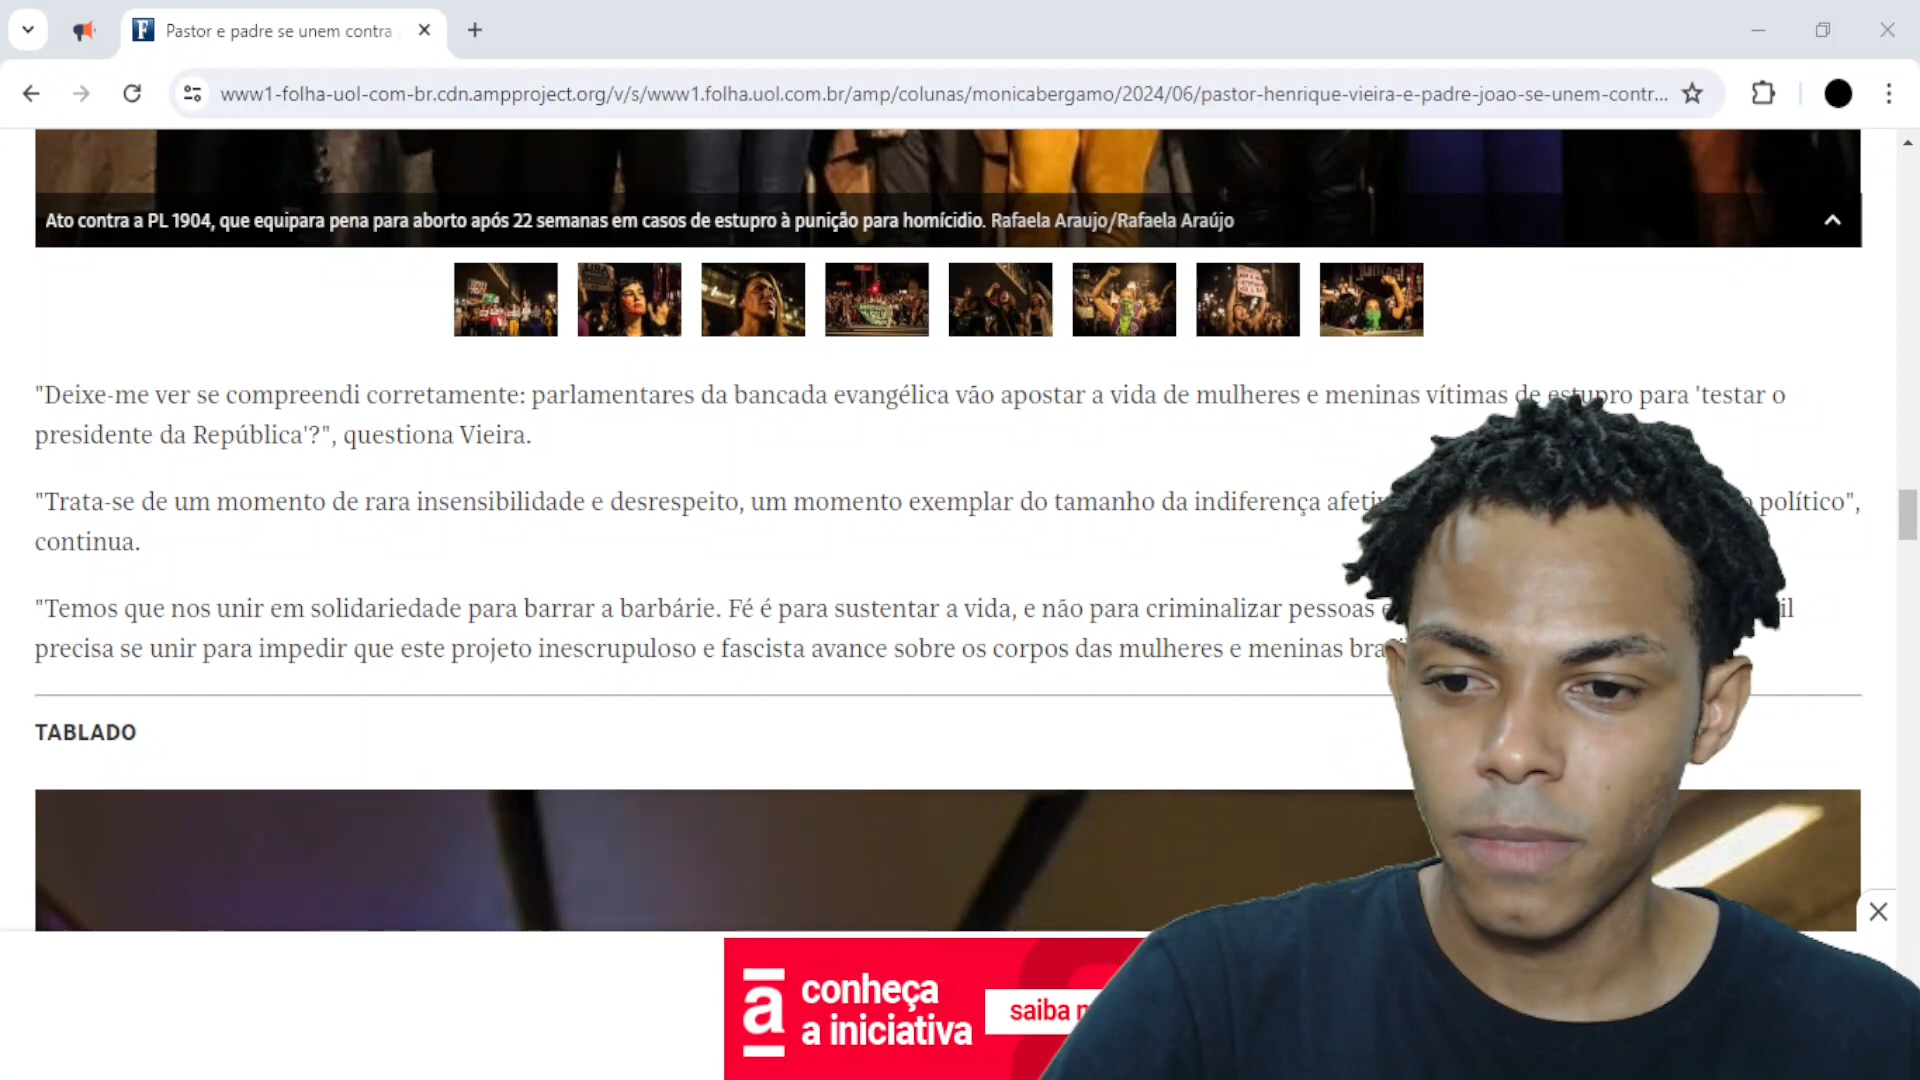 Pastor e padre se unem contra
www1-folha-uol-com-br.cdn.ampproject.org/v/s/www1.folha.uol.com.br/amp/colunas/monicabergamo/2024/06/pastor-henrique-vieira-e-padre-joao-se-unem-contr...
Ato contra a PL 1904, que equipara pena para aborto após 22 semanas em casos de estupro à punição para homícidio. Rafaela Araujo/Rafaela Araújo
"Deixe-me ver se compreendi corretamente: parlamentares da bancada evangélica vão apostar a vida de mulheres e meninas vítimas de estupro para 'testar o
presidente da República'?", questiona Vieira.
"Trata-se de um momento de rara insensibilidade e desrespeito, um momento exemplar do tamanho da indiferença político",
continua.
"Temos que nos unir em solidariedade para barrar a barbárie. Fé é para sustentar a vida, e não para criminalizar pessoas
precisa se unir para impedir que este projeto inescrupuloso e fascista avance sobre os corpos das mulheres e meninas
TABLADO
a conheça
a iniciativa
saiba